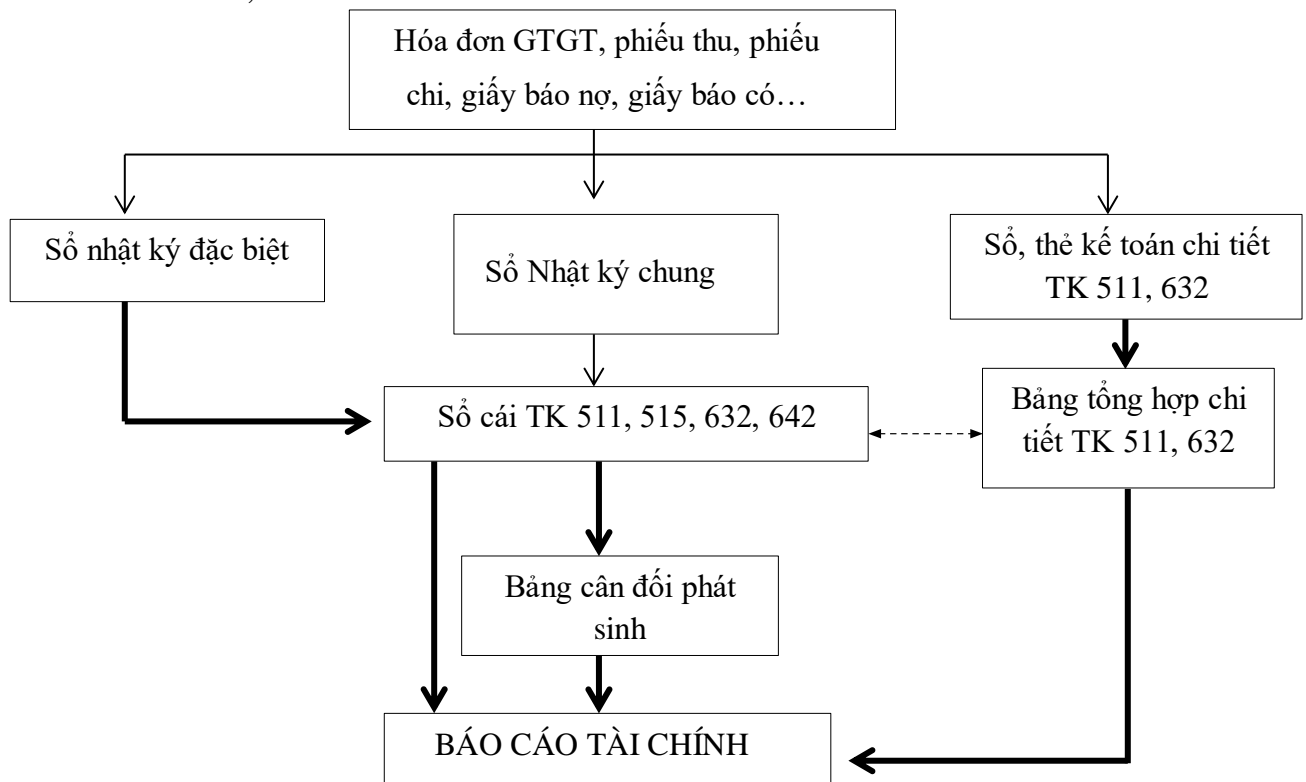 Hóa đơn GTGT, phiếu thu, phiếu
chi, giấy báo nợ, giấy báo có…
Sổ nhật ký đặc biệt
Sổ Nhật ký chung
Sổ, thẻ kế toán chi tiết
TK 511, 632
Sổ cái TK 511, 515, 632, 642
Bảng tổng hợp chi
tiết TK 511, 632
Bảng cân đối phát
sinh
BÁO CÁO TÀI CHÍNH